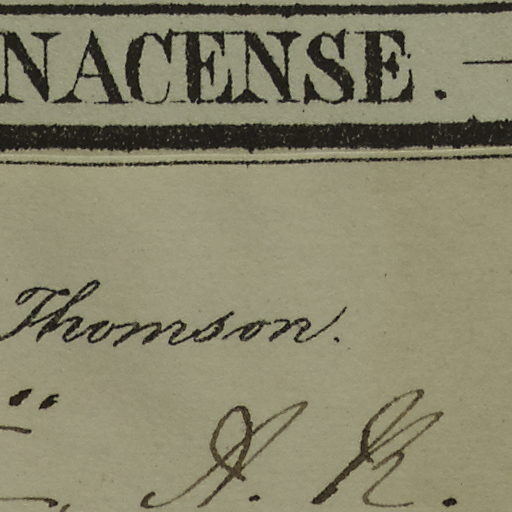 NACENSE. —
Thomson.
A. K.